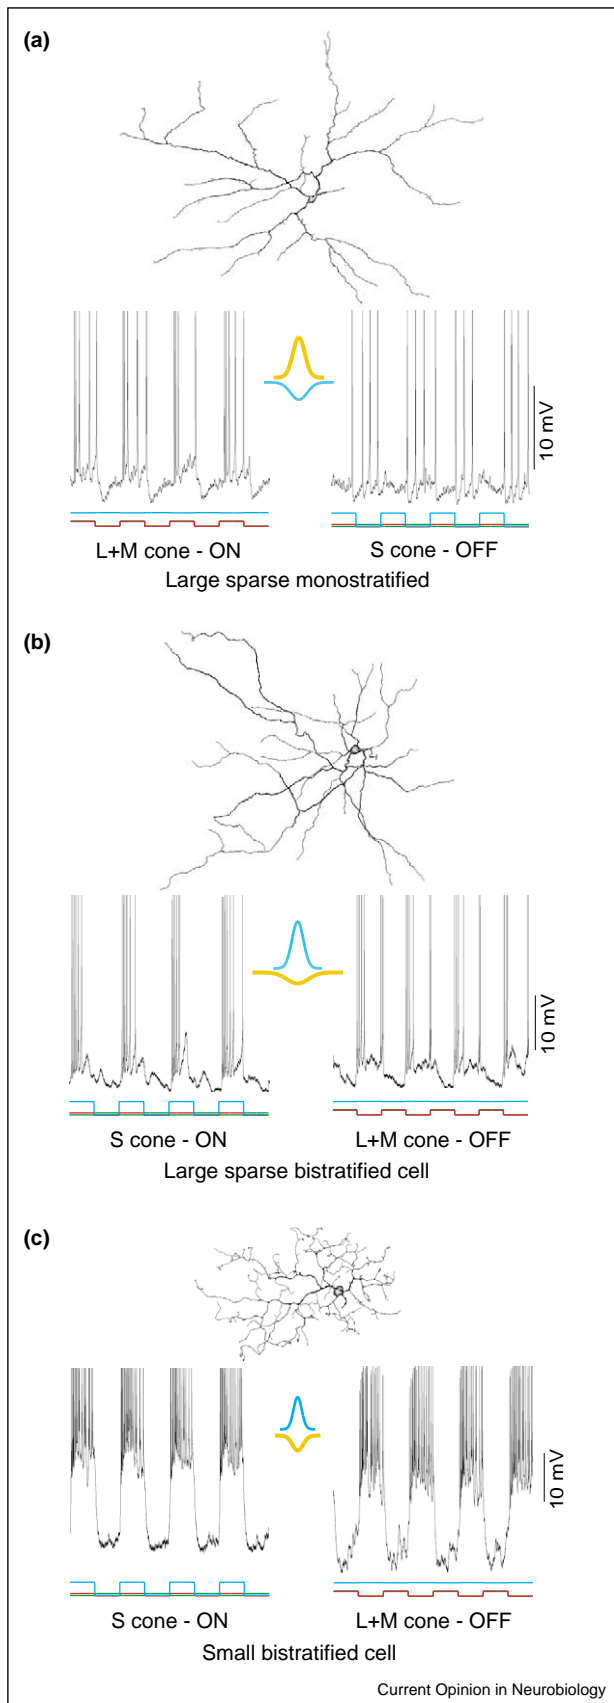 (a)
10 mV
L+M cone - ON
S cone - OFF
Large sparse monostratified
(b)
10 mV
S cone - ON
L+M cone - OFF
Large sparse bistratified cell
(c)
10 mV
S cone - ON
L+M cone - OFF
Small bistratified cell
Current Opinion in Neurobiology